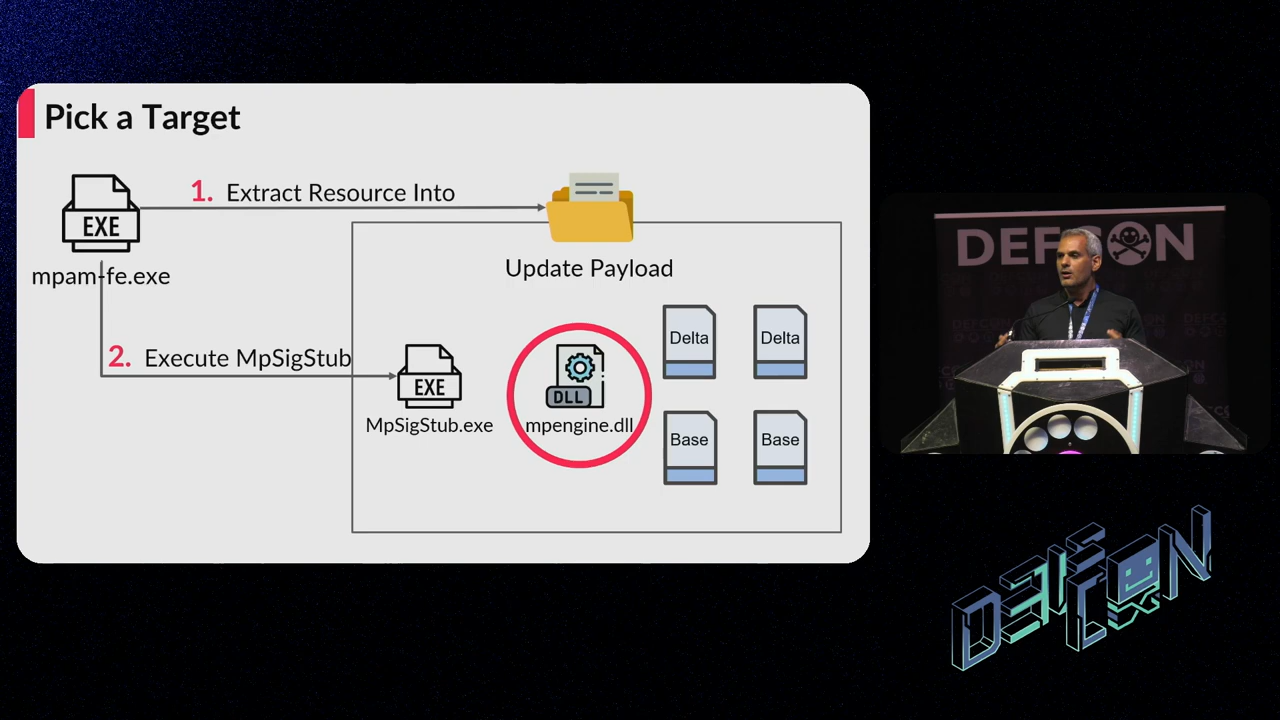 Pick a Target
1. Extract Resource Into
EXE
mpam-fe.exe
Update Payload
2. Execute MpSigStub
EXE
MpSigStub.exe
DLL
mpengine.dll
Delta
Delta
Base
Base
DEFCON
DEFCON